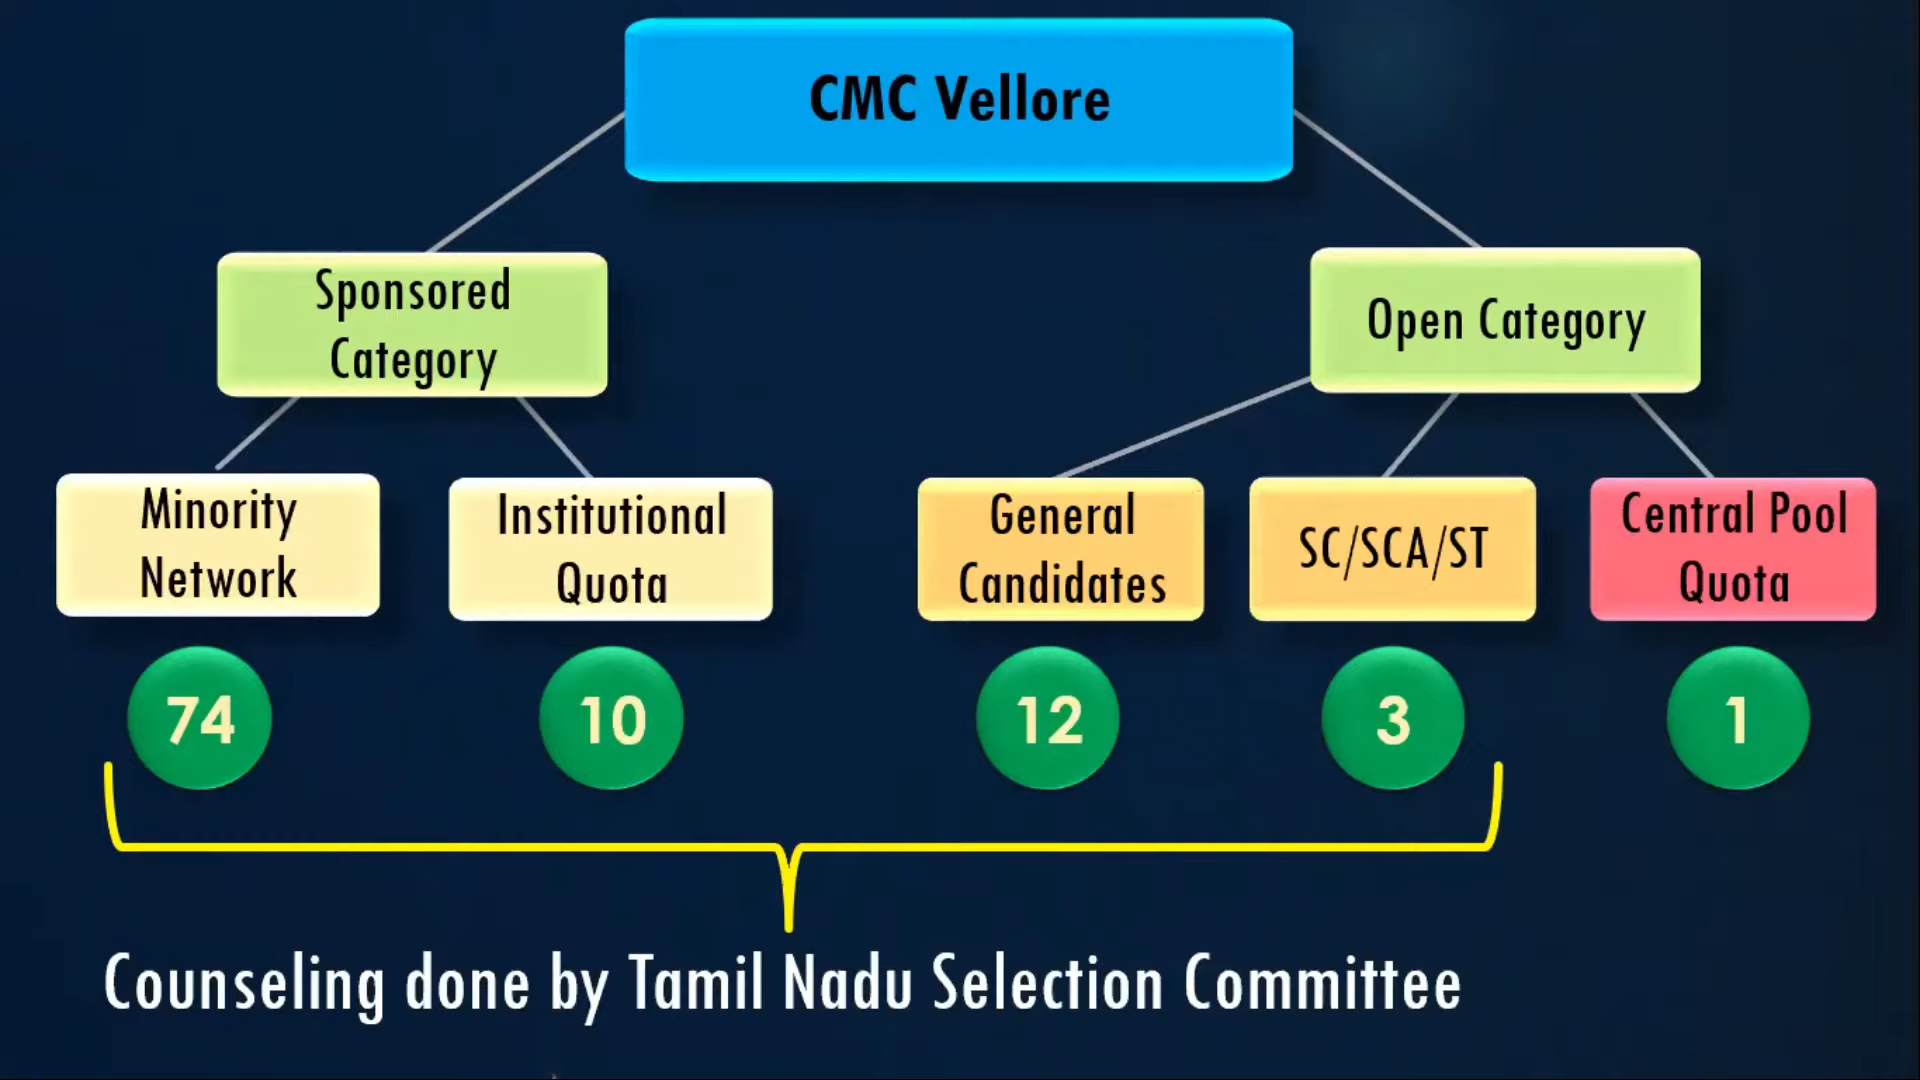 CMC Vellore
Sponsored
Category
Open Category
Minority
Network
Institutional
Quota
General
Candidates
SC/SCA/ST
Central Pool
Quota
74
10
12
3
1
Counseling done by Tamil Nadu Selection Committee